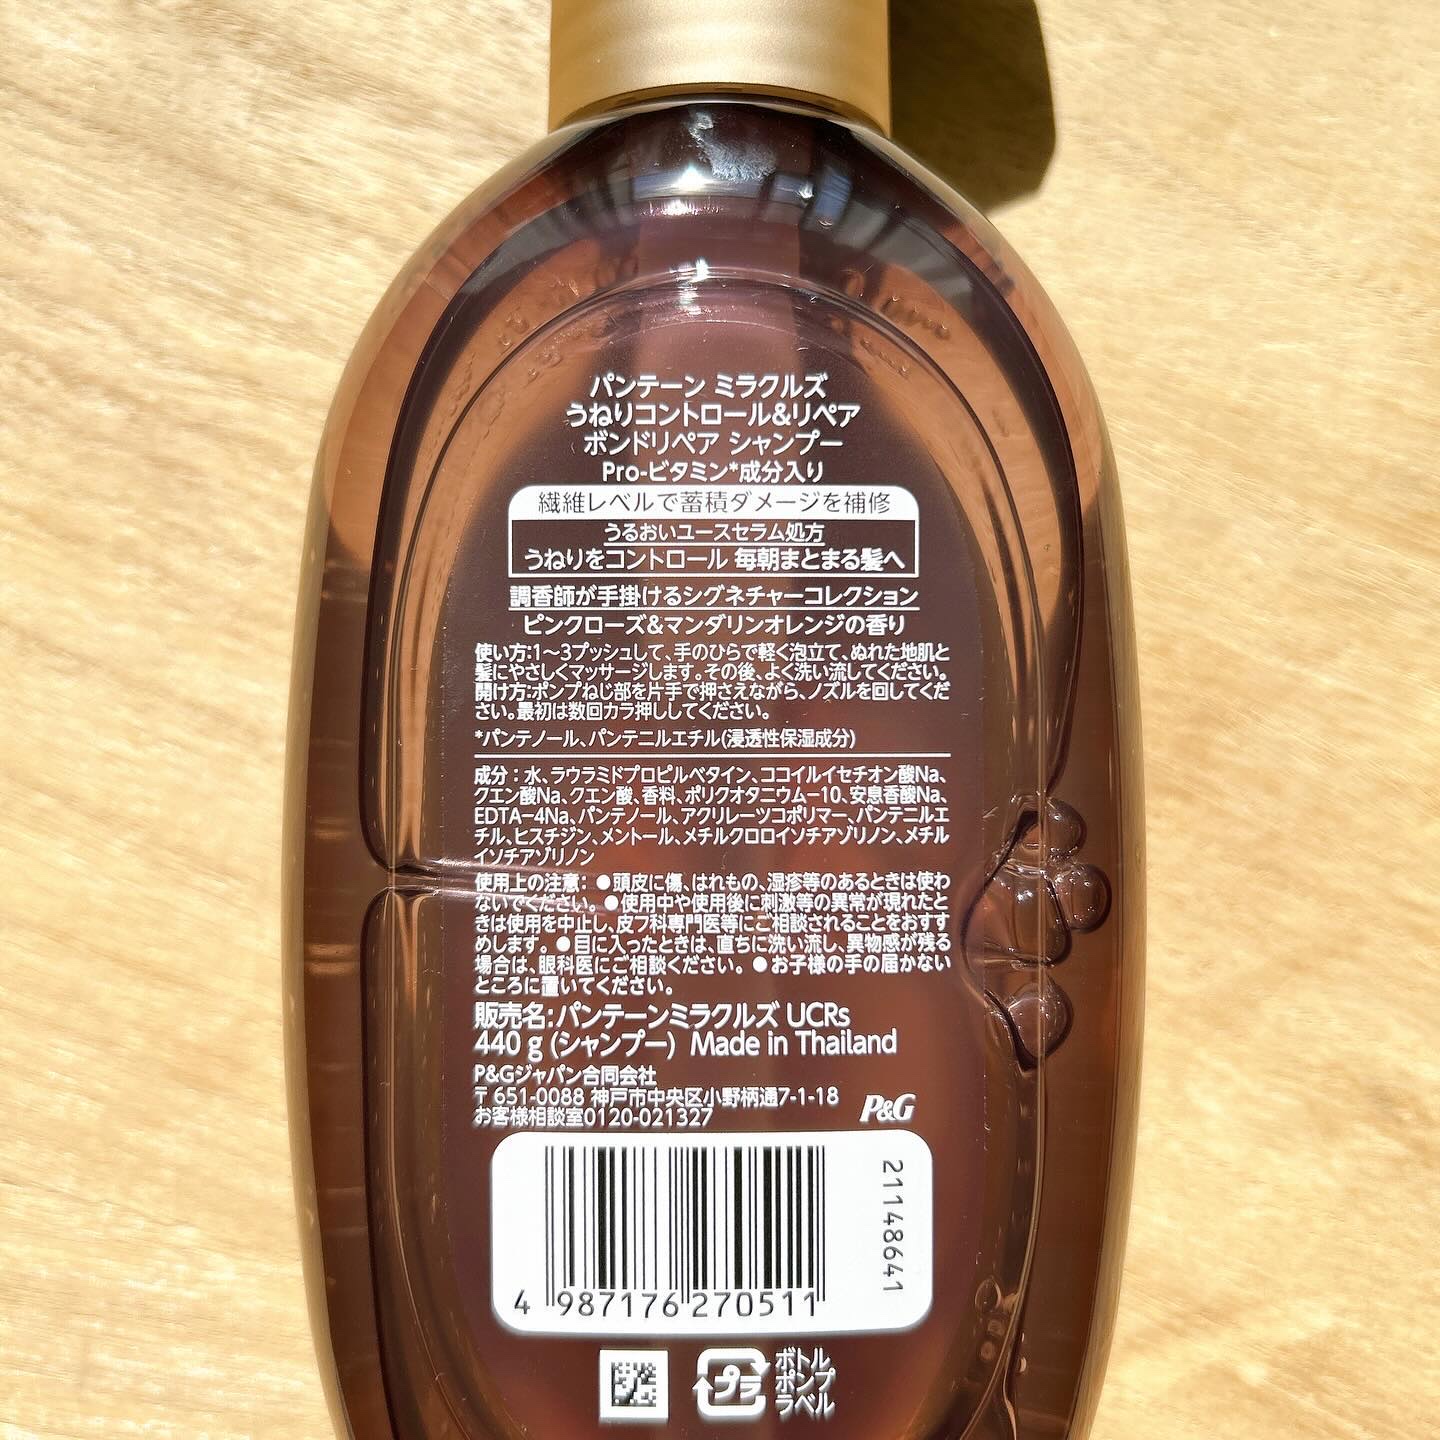 パンテーン ミラクルズ
うねりコントロール&リペア
ボンドリペア シャンプー
Pro-ビタミン*成分入り
繊維レベルで蓄積ダメージを補修
うるおいユースセラム処方
うねりをコントロール 毎朝まとまる髪へ
調香師が手掛けるシグネチャーコレクション
ピンクローズ&マンダリンオレンジの香り
使い方:1〜3プッシュして、手のひらで軽く泡立て、ぬれた地肌と
髪にやさしくマッサージします。その後、よく洗い流してください。
開け方:ポンプねじ部を片手で押さえながら、ノズルを回してくだ
さい。最初は数回カラ押ししてください。
*パンテノール、パンテニルエチル(浸透性保湿成分)
成分：水、ラウラミドプロピルベタイン、ココイルイセチオン酸Na、
クエン酸Na、クエン酸、香料、ポリクオタニウム-10、安息香酸Na、
EDTA-4Na、パンテノール、アクリレーツコポリマー、パンテニルエ
チル、ヒスチジン、メントール、メチルクロロイソチアゾリノン、メチル
イソチアゾリノン
使用上の注意：●頭皮に傷、はれもの、湿疹等のあるときは使わ
ないでください。●使用中や使用後に刺激等の異常が現れたと
きは使用を中止し、皮フ科専門医等にご相談されることをおすす
めします。●目に入ったときは、直ちに洗い流し、異物感が残る
場合は、眼科医にご相談ください。●お子様の手の届かない
ところに置いてください。
販売名:パンテーンミラクルズ UCRs
440 g (シャンプー) Made in Thailand
P&Gジャパン合同会社
〒651-0088 神戸市中央区小野柄通7-1-18
お客様相談室0120-021327
P&G
21148641
4 987176 270511
プラ
ボトル
ポンプ
ラベル